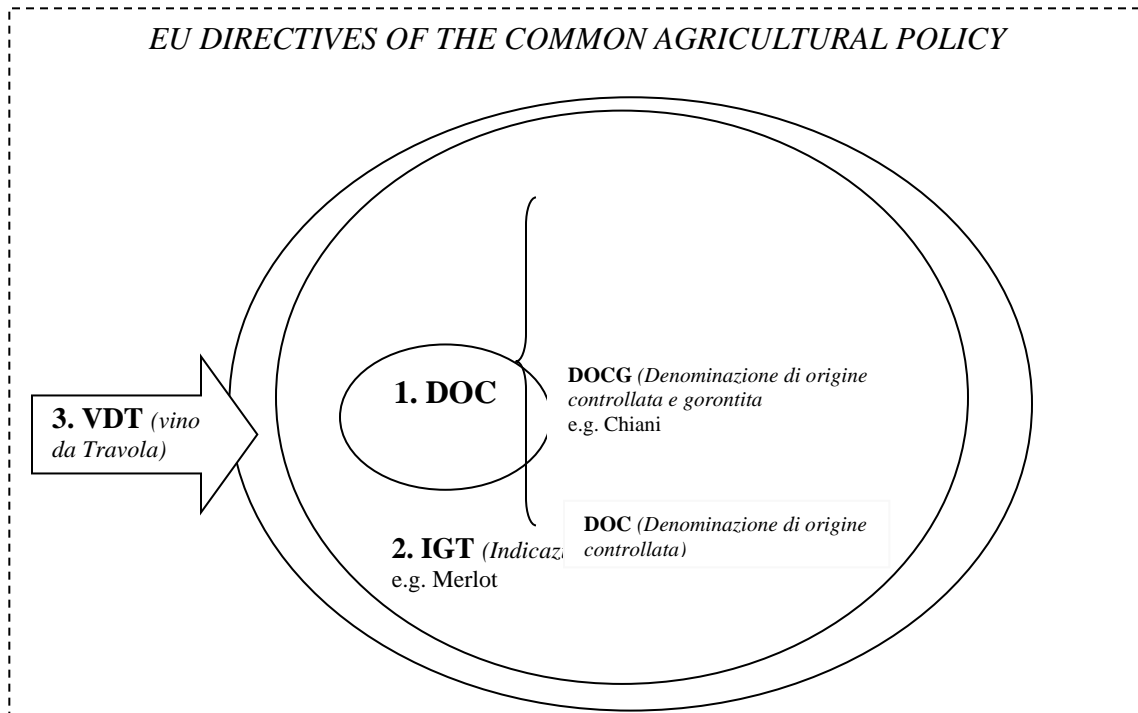 EU DIRECTIVES OF THE COMMON AGRICULTURAL POLICY
1. DOC
DOCG (Denominazione di origine
controllata e gorontita
e.g. Chiani
3. VDT (vino
da Travola)
DOC (Denominazione di origine
controllata)
2. IGT (Indicaz
e.g. Merlot